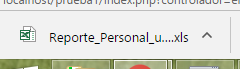 localhost/prueba1/index.php?controlador=e
Reporte_Personal_u....xls